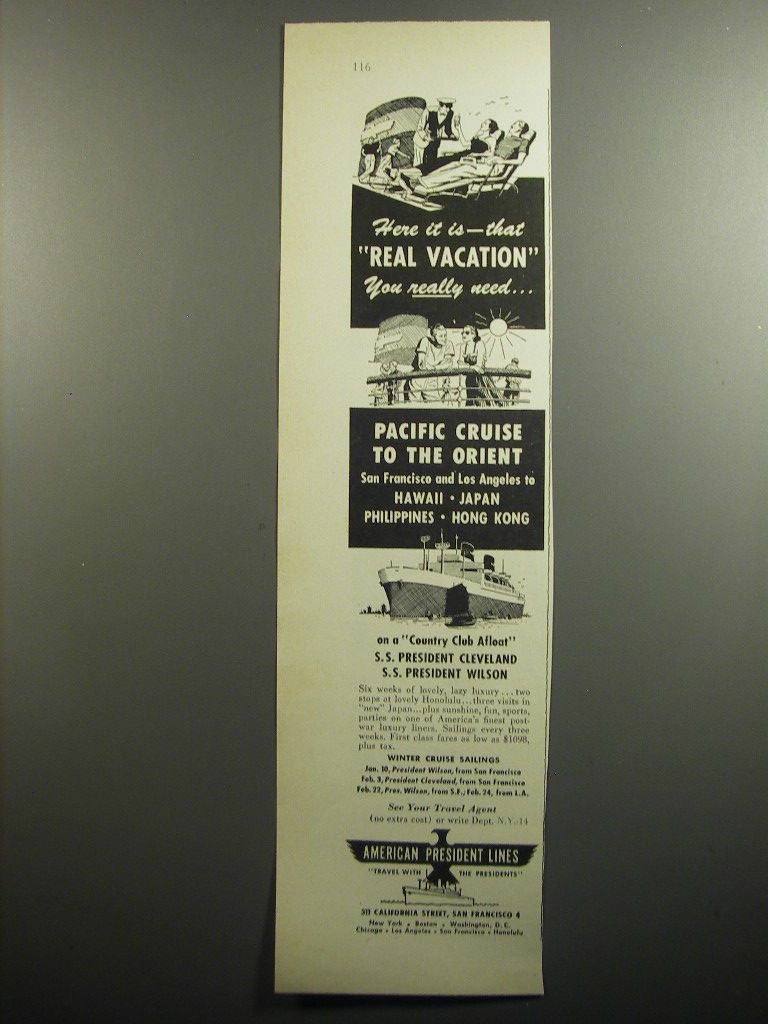 116
Here it is—that
"REAL VACATION"
You really need...
PACIFIC CRUISE
TO THE ORIENT
San Francisco and Los Angeles to
HAWAII • JAPAN
PHILIPPINES • HONG KONG
on a "Country Club Afloat"
S.S. PRESIDENT CLEVELAND
S.S. PRESIDENT WILSON
Six weeks of lovely, lazy luxury...two
stops at lovely Honolulu...three visits in
"new" Japan...plus sunshine, fun, sports,
parties on one of America's finest post-
war luxury liners. Sailings every three
weeks. First class fares as low as $1098,
plus tax.
WINTER CRUISE SAILINGS
Jan. 10, President Wilson, from San Francisco
Feb. 3, President Cleveland, from San Francisco
Feb. 22, Pres. Wilson, from S.F.; Feb. 24, from L.A.
See Your Travel Agent
(no extra cost) or write Dept. N.Y.-14
AMERICAN PRESIDENT LINES
"TRAVEL WITH THE PRESIDENTS"
311 CALIFORNIA STREET, SAN FRANCISCO 4
New York • Boston • Washington, D. C.
Chicago • Los Angeles • San Francisco • Honolulu